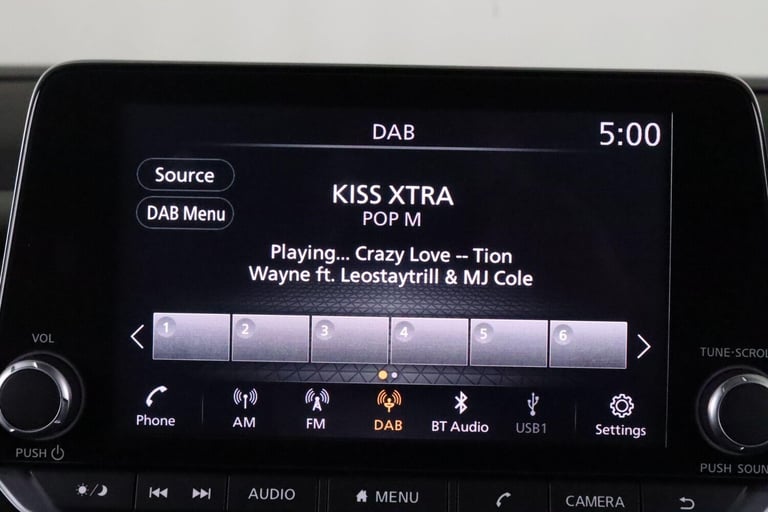 DAB
5:00
Source
KISS XTRA
DAB Menu
POP M
Playing... Crazy Love -- Tion
Wayne ft. Leostaytrill & MJ Cole
1 2 3 4 5 6
VOL
TUNE·SCROL
Phone
AM
FM
DAB
BT Audio
USB1
Settings
PUSH
PUSH SOUN
AUDIO
MENU
CAMERA